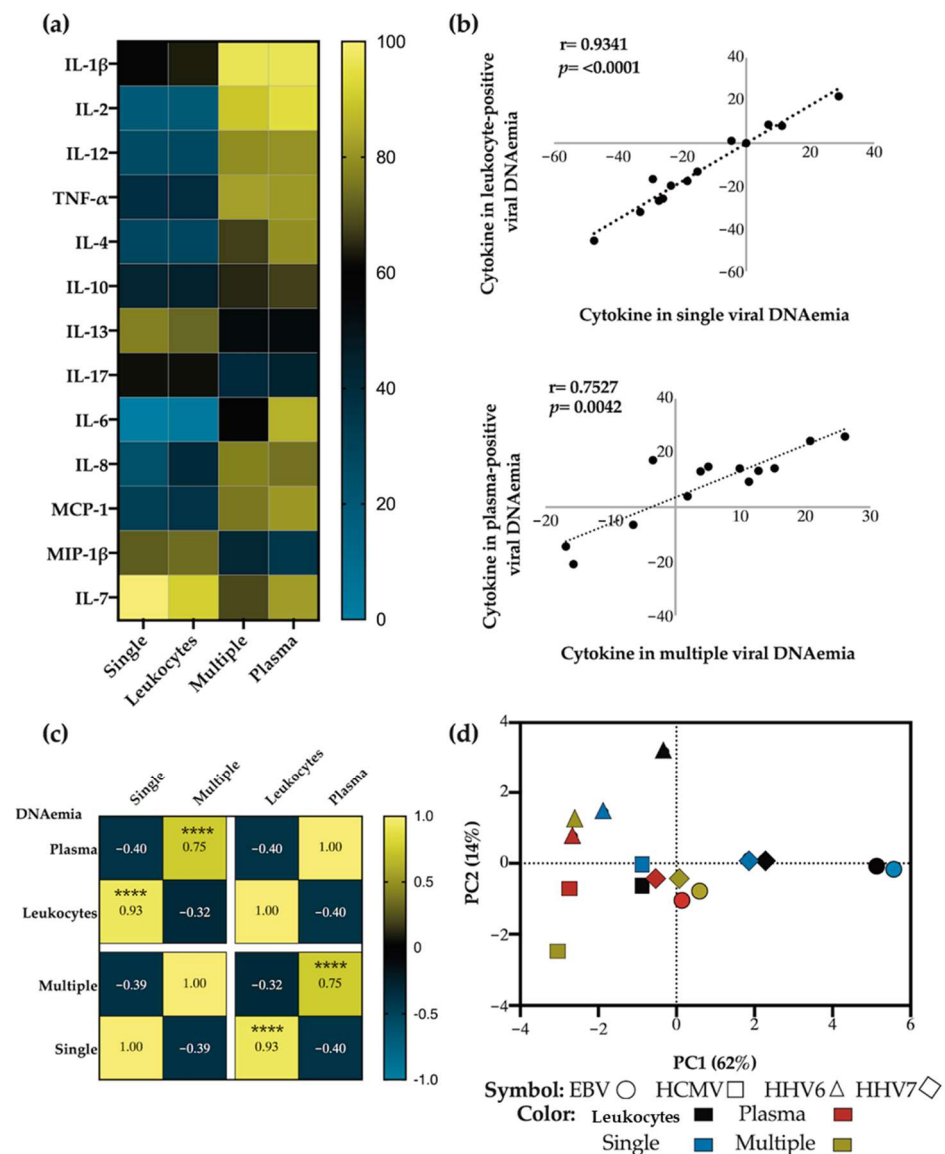 (a)
IL-1β
IL-2
IL-12
TNF-α
IL-4
IL-10
IL-13
IL-17
IL-6
IL-8
MCP-1
MIP-1β
IL-7
Single
Leukocytes
Multiple
Plasma
100
80
60
40
20
0
(b)
r= 0.9341
p= <0.0001
Cytokine in leukocyte-positive
viral DNAemia
40
20
−60 −40 −20 20 40
−20
−40
−60
Cytokine in single viral DNAemia
r= 0.7527
p= 0.0042
Cytokine in plasma-positive
viral DNAemia
40
20
−20 −10 10 20 30
−20
−40
Cytokine in multiple viral DNAemia
(c)
Single Multiple Leukocytes Plasma
DNAemia
Plasma −0.40 **** 0.75 −0.40 1.00
Leukocytes **** 0.93 −0.32 1.00 −0.40
Multiple −0.39 1.00 −0.32 **** 0.75
Single 1.00 −0.39 **** 0.93 −0.40
1.0
0.5
0
-0.5
-1.0
(d)
PC2 (14%)
4
2
0
−2
−4
−4 −2 0 2 4 6
PC1 (62%)
Symbol: EBV HCMV HHV6 HHV7
Color: Leukocytes Plasma
Single Multiple